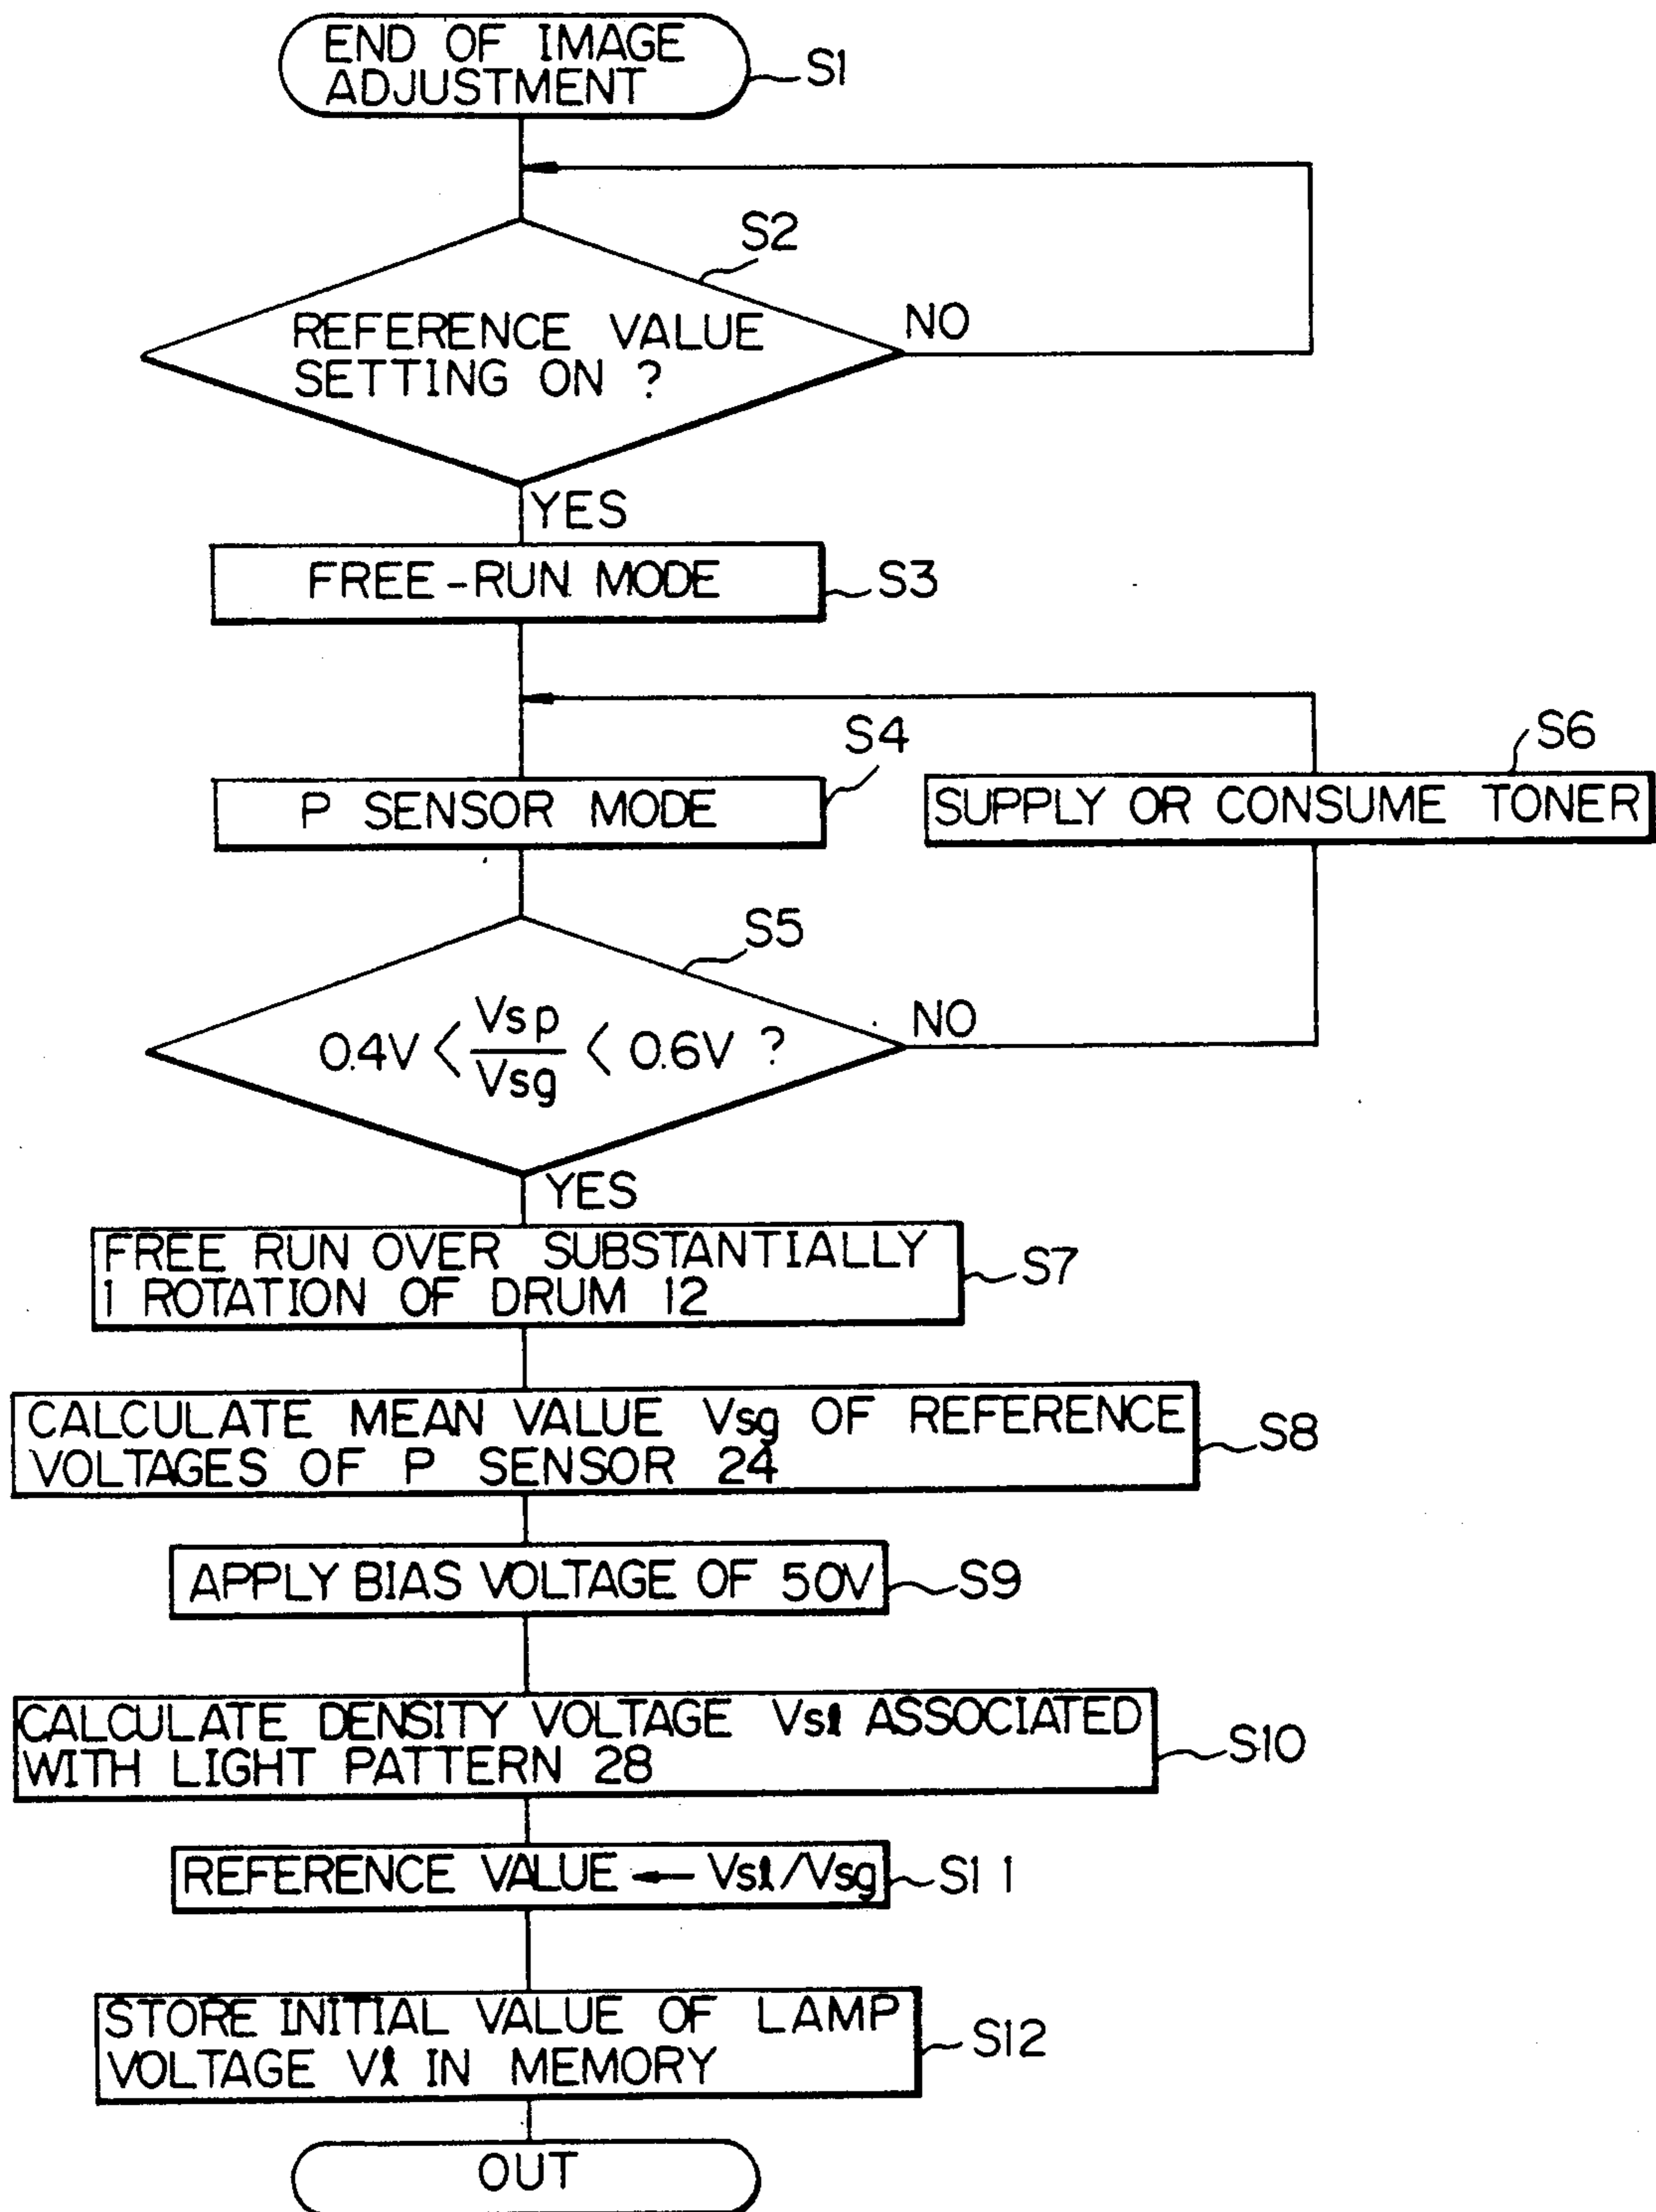 END OF IMAGE
ADJUSTMENT
S1
S2
REFERENCE VALUE
SETTING ON ?
NO
YES
FREE-RUN MODE
S3
S4
P SENSOR MODE
S6
SUPPLY OR CONSUME TONER
S5
0.4V < Vsp/Vsg < 0.6V ?
NO
YES
FREE RUN OVER SUBSTANTIALLY
1 ROTATION OF DRUM 12
S7
CALCULATE MEAN VALUE Vsg OF REFERENCE
VOLTAGES OF P SENSOR 24
S8
APPLY BIAS VOLTAGE OF 50V
S9
CALCULATE DENSITY VOLTAGE Vsl ASSOCIATED
WITH LIGHT PATTERN 28
S10
REFERENCE VALUE ← Vsl/Vsg
S11
STORE INITIAL VALUE OF LAMP
VOLTAGE Vl IN MEMORY
S12
OUT